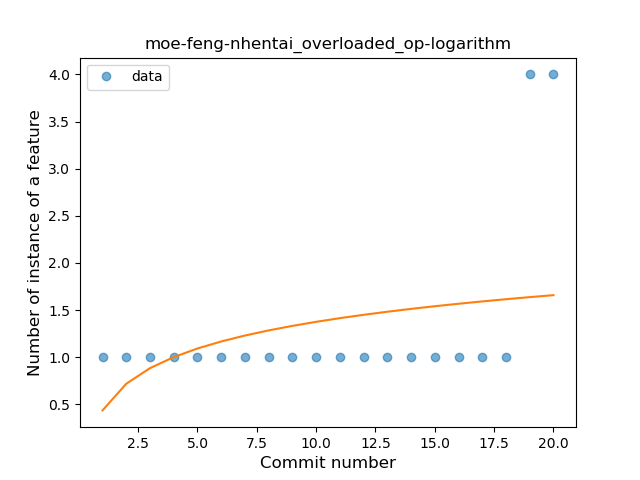 moe-feng-nhentai_overloaded_op-logarithm
data
Number of instance of a feature
4.0
3.5
3.0
2.5
2.0
1.5
1.0
0.5
2.5 5.0 7.5 10.0 12.5 15.0 17.5 20.0
Commit number